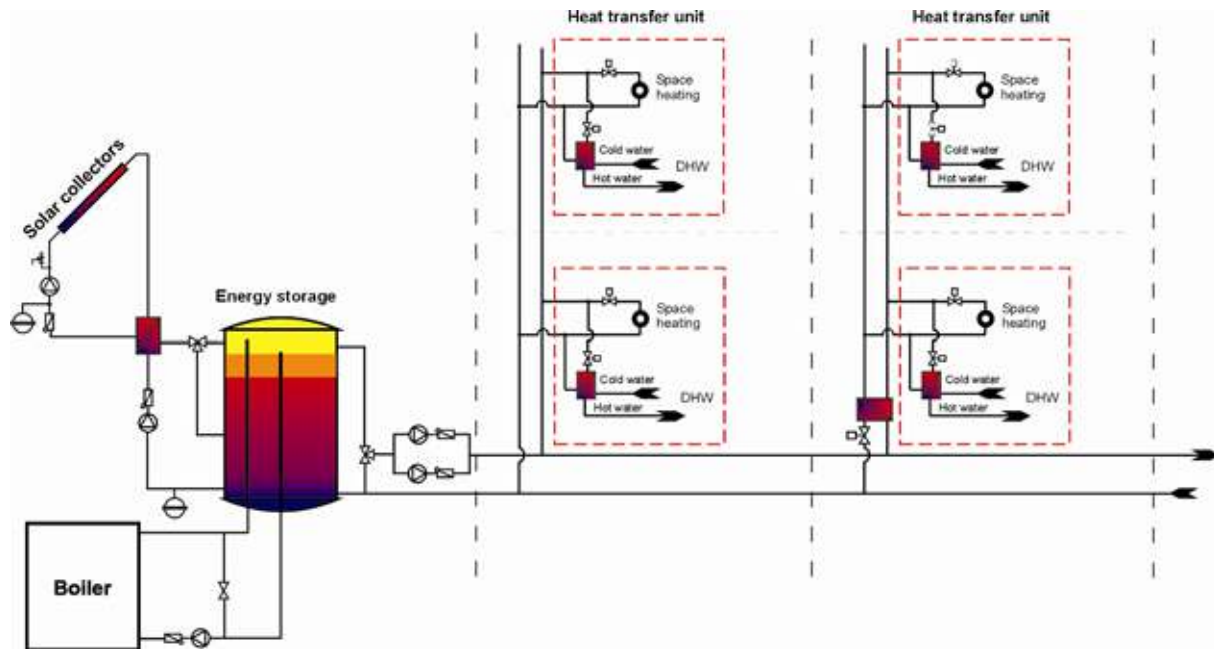 Heat transfer unit
Heat transfer unit
Space
heating
Cold water
DHW
Hot water
Space
heating
Cold water
DHW
Hot water
Solar collectors
Energy storage
Space
heating
Cold water
DHW
Hot water
Space
heating
Cold water
DHW
Hot water
Boiler